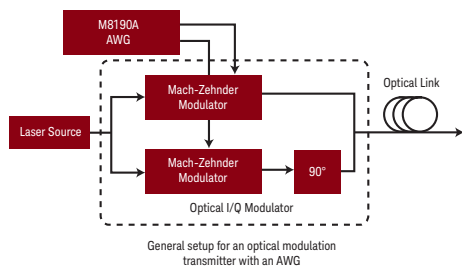 M8190A
AWG
Optical Link
Mach-Zehnder
Modulator
Laser Source
Mach-Zehnder
Modulator
90°
Optical I/Q Modulator
General setup for an optical modulation
transmitter with an AWG